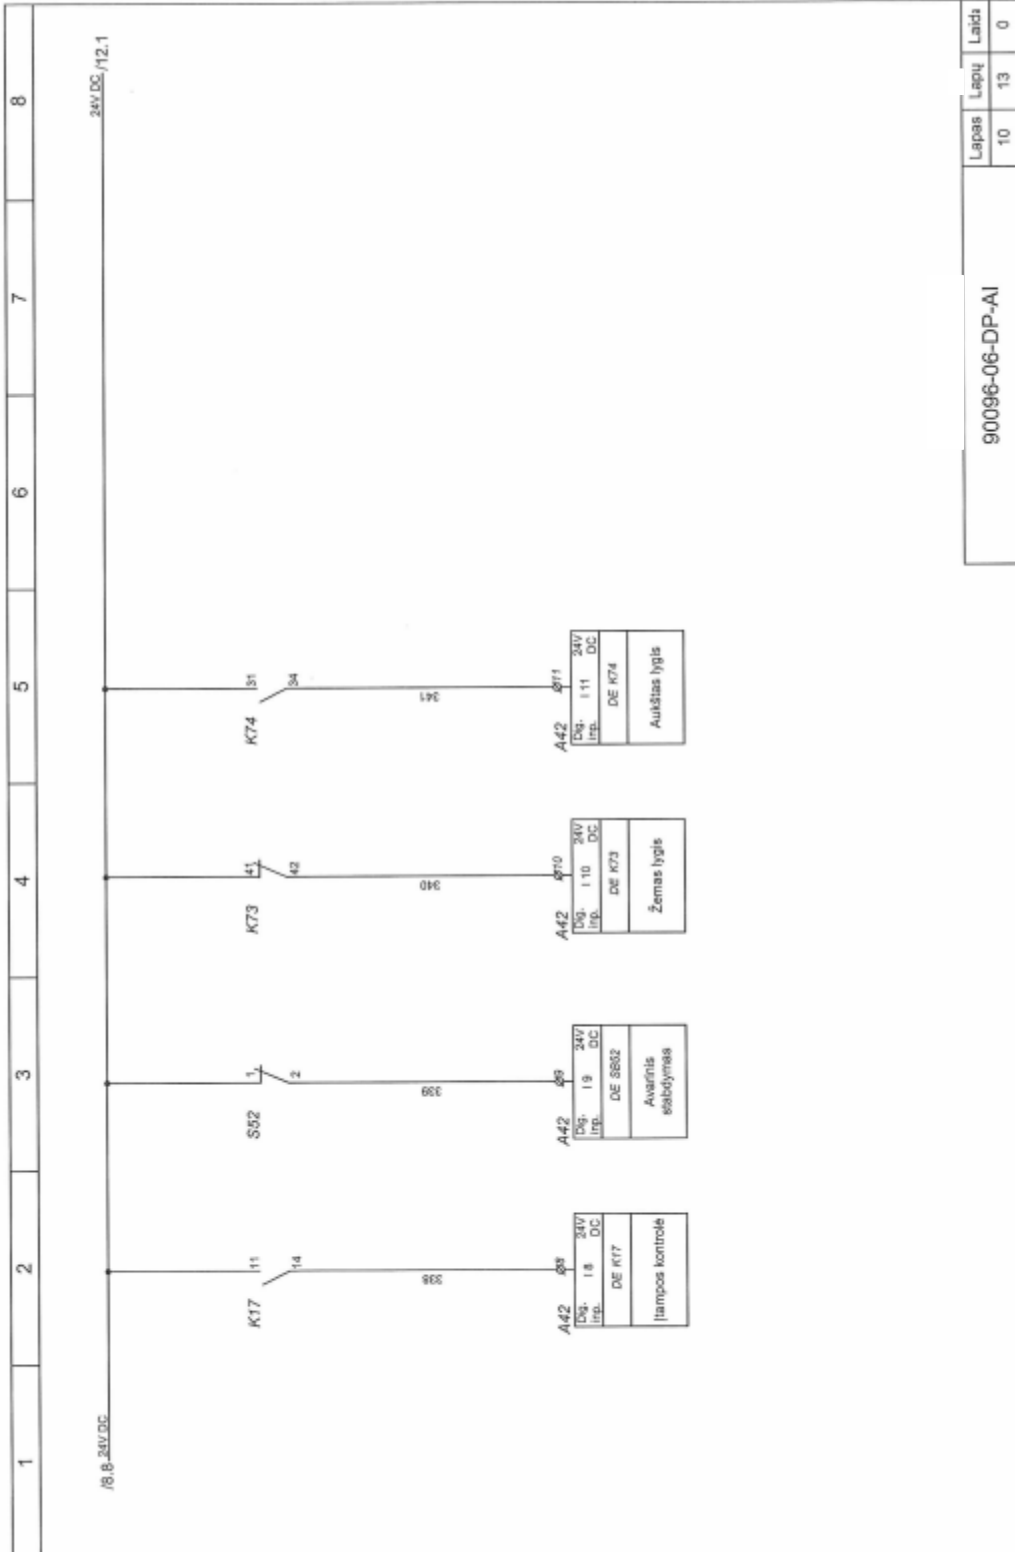 1 2 3 4 5 6 7 8
/8.8 24V DC
24V DC /12.1
K17 11 14
S52 1 2
K73 41 42
K74 31 34
338
339
340
341
A42 I8
Dig. inp. I 8 24V DC
DE K17
Įtampos kontrolė
A42 I9
Dig. inp. I 9 24V DC
DE SB52
Avarinis
stabdymas
A42
Dig. inp. I 10 24V DC
DE K73
Žemas lygis
A42
Dig. inp. I 11 24V DC
DE K74
Aukštas lygis
90096-06-DP-AI
Lapas Lapų Laida
10 13 0